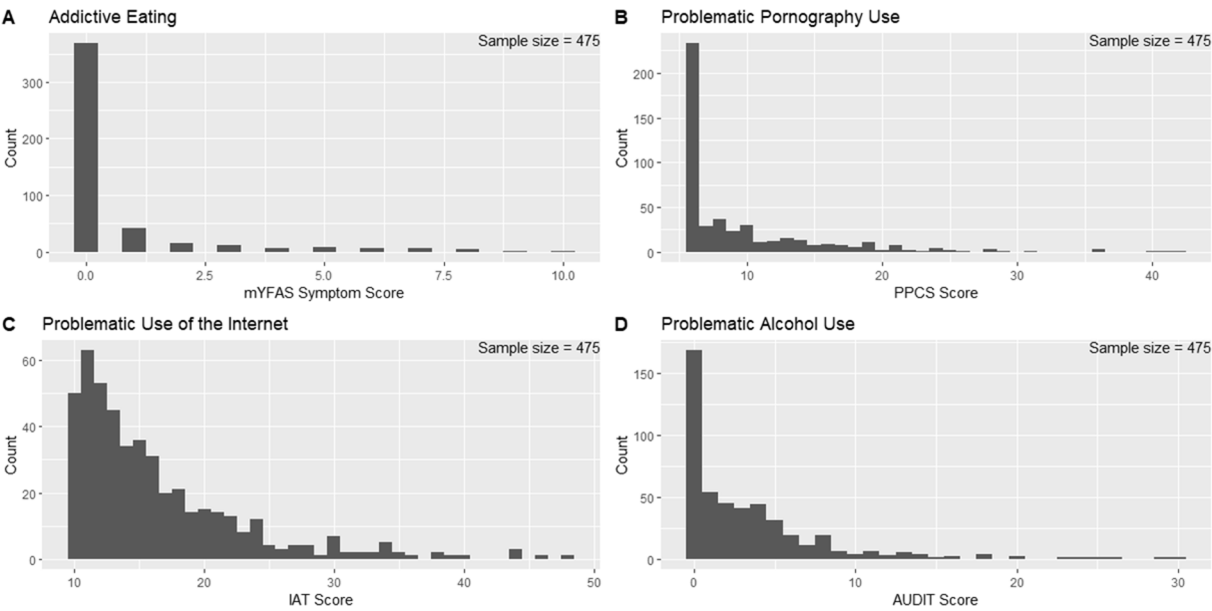 A Addictive Eating
Sample size = 475
300
200
100
0
Count
0.0 2.5 5.0 7.5 10.0
mYFAS Symptom Score
B Problematic Pornography Use
Sample size = 475
200
150
100
50
0
Count
10 20 30 40
PPCS Score
C Problematic Use of the Internet
Sample size = 475
60
40
20
0
Count
10 20 30 40 50
IAT Score
D Problematic Alcohol Use
Sample size = 475
150
100
50
0
Count
0 10 20 30
AUDIT Score